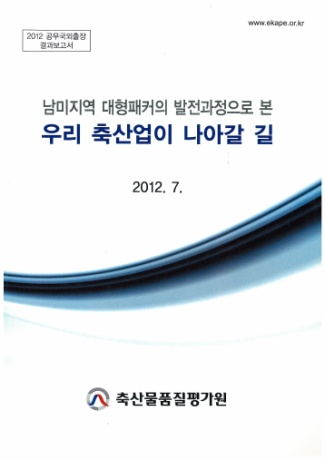 www.ekape.or.kr
2012 공무국외출장
결과보고서
남미지역 대형패커의 발전과정으로 본
우리 축산업이 나아갈 길
2012. 7.
축산물품질평가원